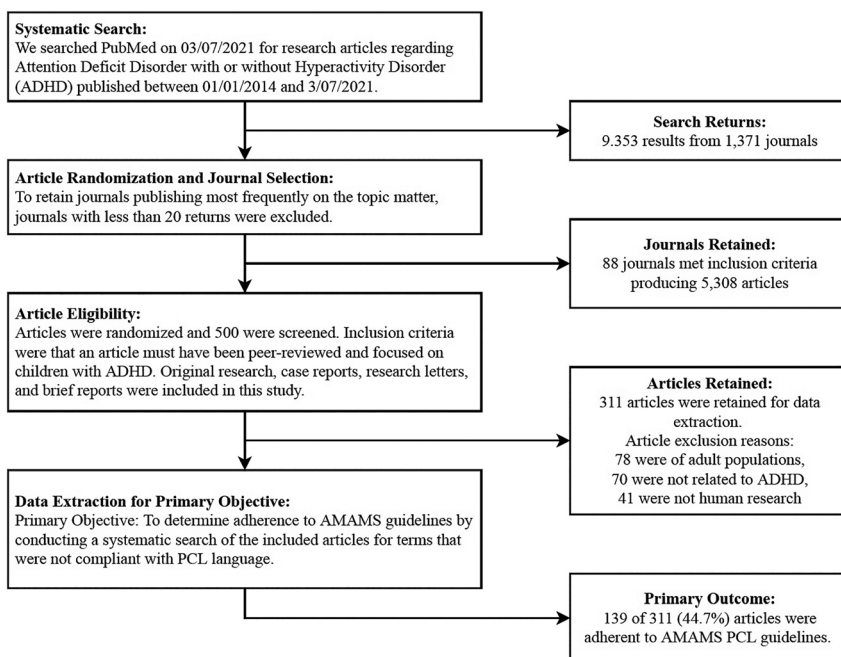 Systematic Search:
We searched PubMed on 03/07/2021 for research articles regarding
Attention Deficit Disorder with or without Hyperactivity Disorder
(ADHD) published between 01/01/2014 and 3/07/2021.
Search Returns:
9.353 results from 1,371 journals
Article Randomization and Journal Selection:
To retain journals publishing most frequently on the topic matter,
journals with less than 20 returns were excluded.
Journals Retained:
88 journals met inclusion criteria
producing 5,308 articles
Article Eligibility:
Articles were randomized and 500 were screened. Inclusion criteria
were that an article must have been peer-reviewed and focused on
children with ADHD. Original research, case reports, research letters,
and brief reports were included in this study.
Articles Retained:
311 articles were retained for data
extraction.
Article exclusion reasons:
78 were of adult populations,
70 were not related to ADHD,
41 were not human research
Data Extraction for Primary Objective:
Primary Objective: To determine adherence to AMAMS guidelines by
conducting a systematic search of the included articles for terms that
were not compliant with PCL language.
Primary Outcome:
139 of 311 (44.7%) articles were
adherent to AMAMS PCL guidelines.